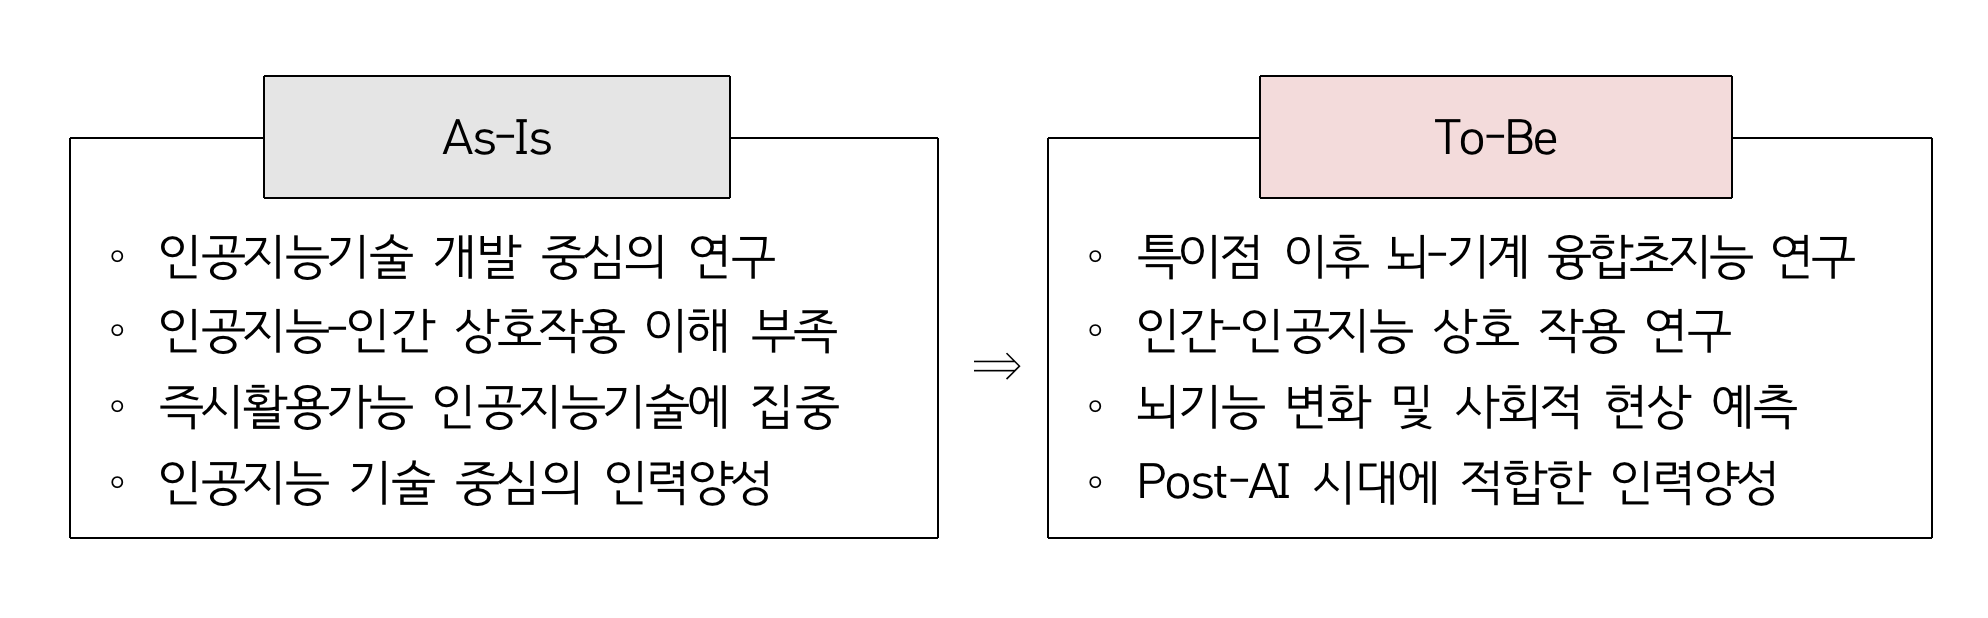 As-Is
◦ 인공지능기술 개발 중심의 연구
◦ 인공지능-인간 상호작용 이해 부족
◦ 즉시활용가능 인공지능기술에 집중
◦ 인공지능 기술 중심의 인력양성
⇒
To-Be
◦ 특이점 이후 뇌-기계 융합초지능 연구
◦ 인간-인공지능 상호 작용 연구
◦ 뇌기능 변화 및 사회적 현상 예측
◦ Post-AI 시대에 적합한 인력양성